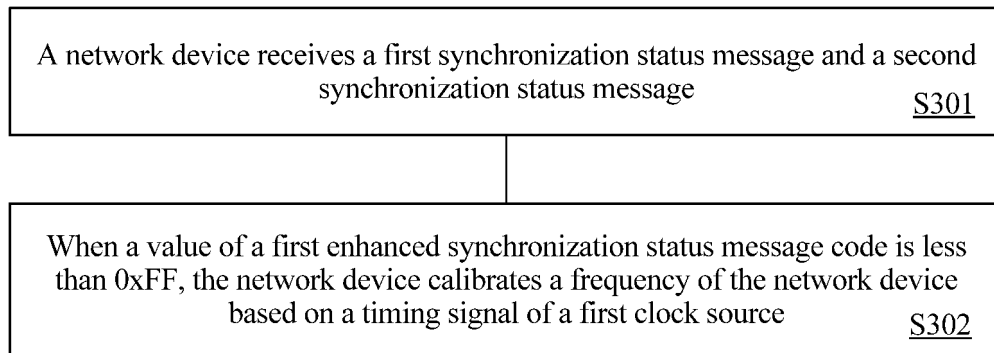 A network device receives a first synchronization status message and a second
synchronization status message
S301
When a value of a first enhanced synchronization status message code is less
than 0xFF, the network device calibrates a frequency of the network device
based on a timing signal of a first clock source
S302